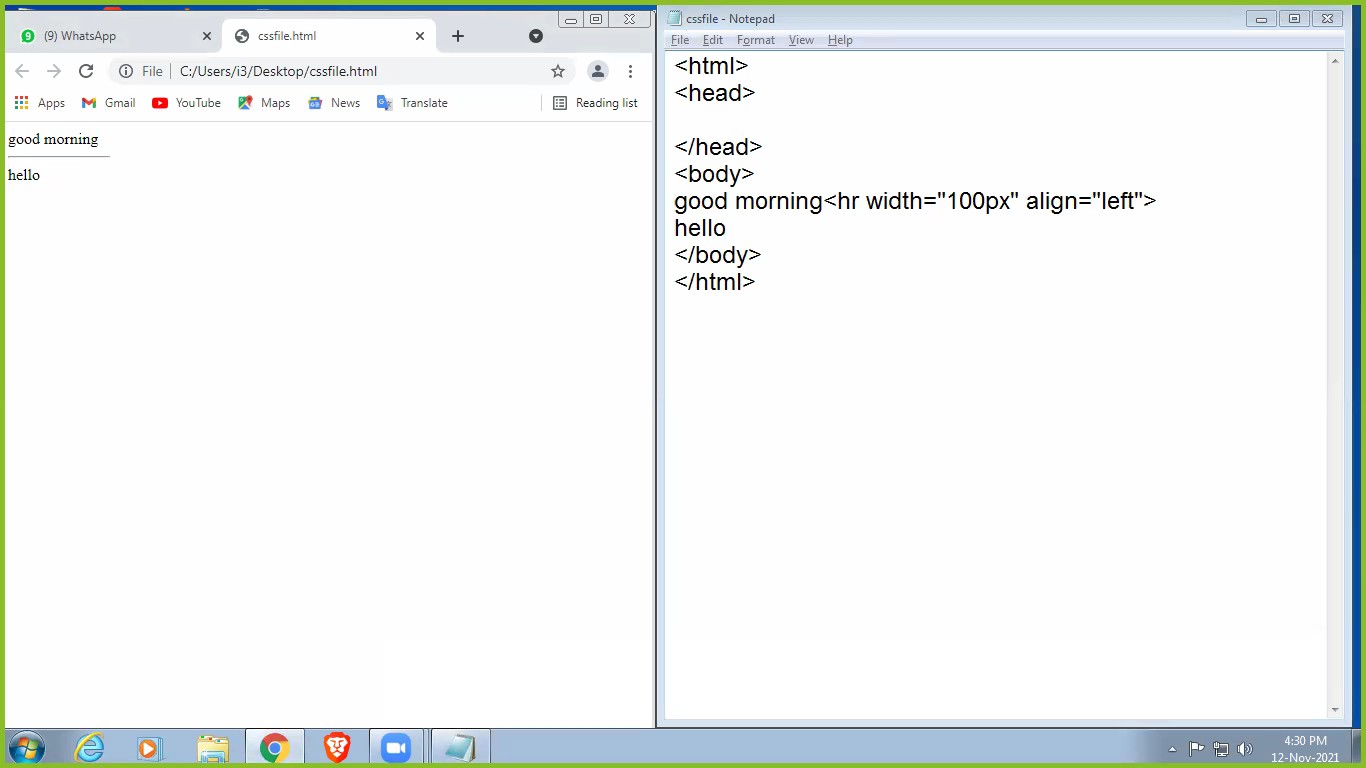 (9) WhatsApp
cssfile.html
File C:/Users/i3/Desktop/cssfile.html
Apps Gmail YouTube Maps News Translate Reading list
good morning
hello
cssfile - Notepad
File Edit Format View Help
<html>
<head>
</head>
<body>
good morning<hr width="100px" align="left">
hello
</body>
</html>
4:30 PM
12-Nov-2021